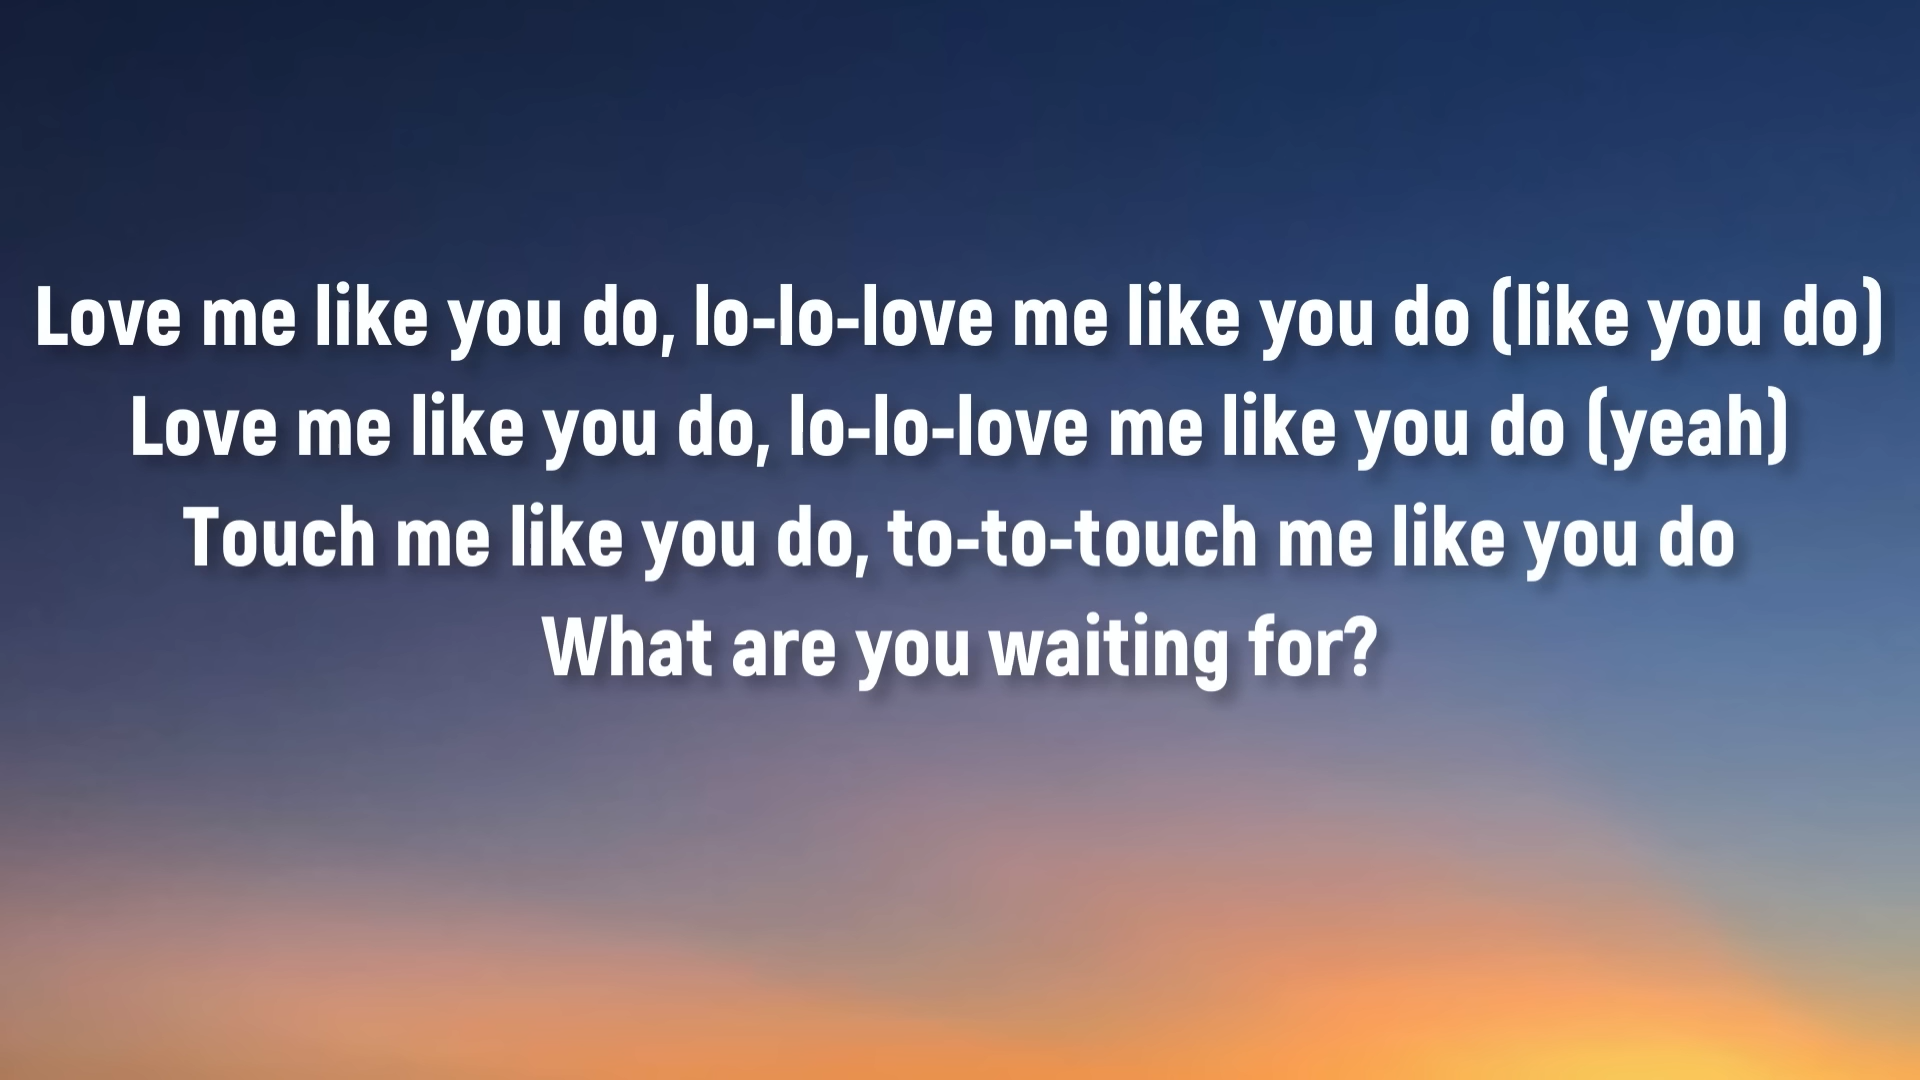 Love me like you do, lo-lo-love me like you do (like you do)
Love me like you do, lo-lo-love me like you do (yeah)
Touch me like you do, to-to-touch me like you do
What are you waiting for?